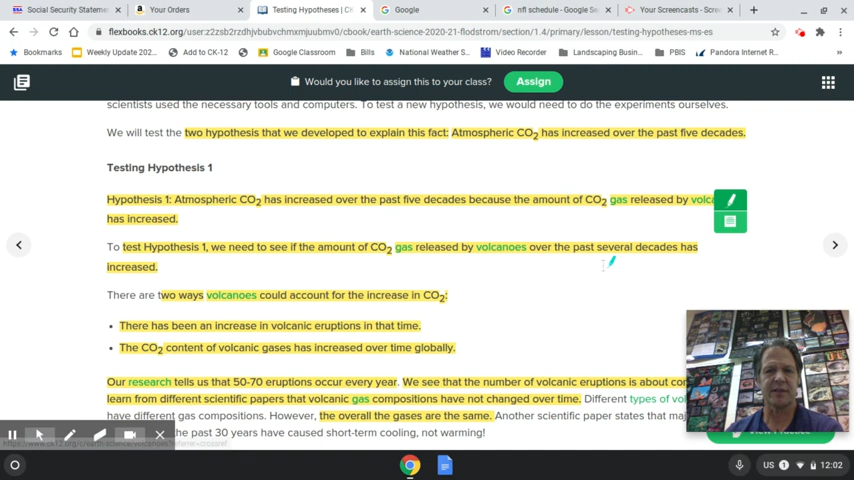 Social Security Statemen
Your Orders
Testing Hypotheses | CK
Google
nfl schedule - Google Sea
Your Screencasts - Scree
flexbooks.ck12.org/user:z2zsb2rzdhjvbubvchmxmjuubmv0/cbook/earth-science-2020-21-flodstrom/section/1.4/primary/lesson/testing-hypotheses-ms-es
Bookmarks Weekly Update 202... Add to CK-12 Google Classroom Bills National Weather S... Video Recorder Landscaping Busin... PBIS Pandora Internet R...
Would you like to assign this to your class? Assign
scientists used the necessary tools and computers. To test a new hypothesis, we would need to do the experiments ourselves.
We will test the two hypothesis that we developed to explain this fact: Atmospheric CO2 has increased over the past five decades.
Testing Hypothesis 1
Hypothesis 1: Atmospheric CO2 has increased over the past five decades because the amount of CO2 gas released by volca
has increased.
To test Hypothesis 1, we need to see if the amount of CO2 gas released by volcanoes over the past several decades has
increased.
There are two ways volcanoes could account for the increase in CO2:
• There has been an increase in volcanic eruptions in that time.
• The CO2 content of volcanic gases has increased over time globally.
Our research tells us that 50-70 eruptions occur every year. We see that the number of volcanic eruptions is about con
learn from different scientific papers that volcanic gas compositions have not changed over time. Different types of vol
have different gas compositions. However, the overall the gases are the same. Another scientific paper states that maj
the past 30 years have caused short-term cooling, not warming!
View Practice
US 1 12:02